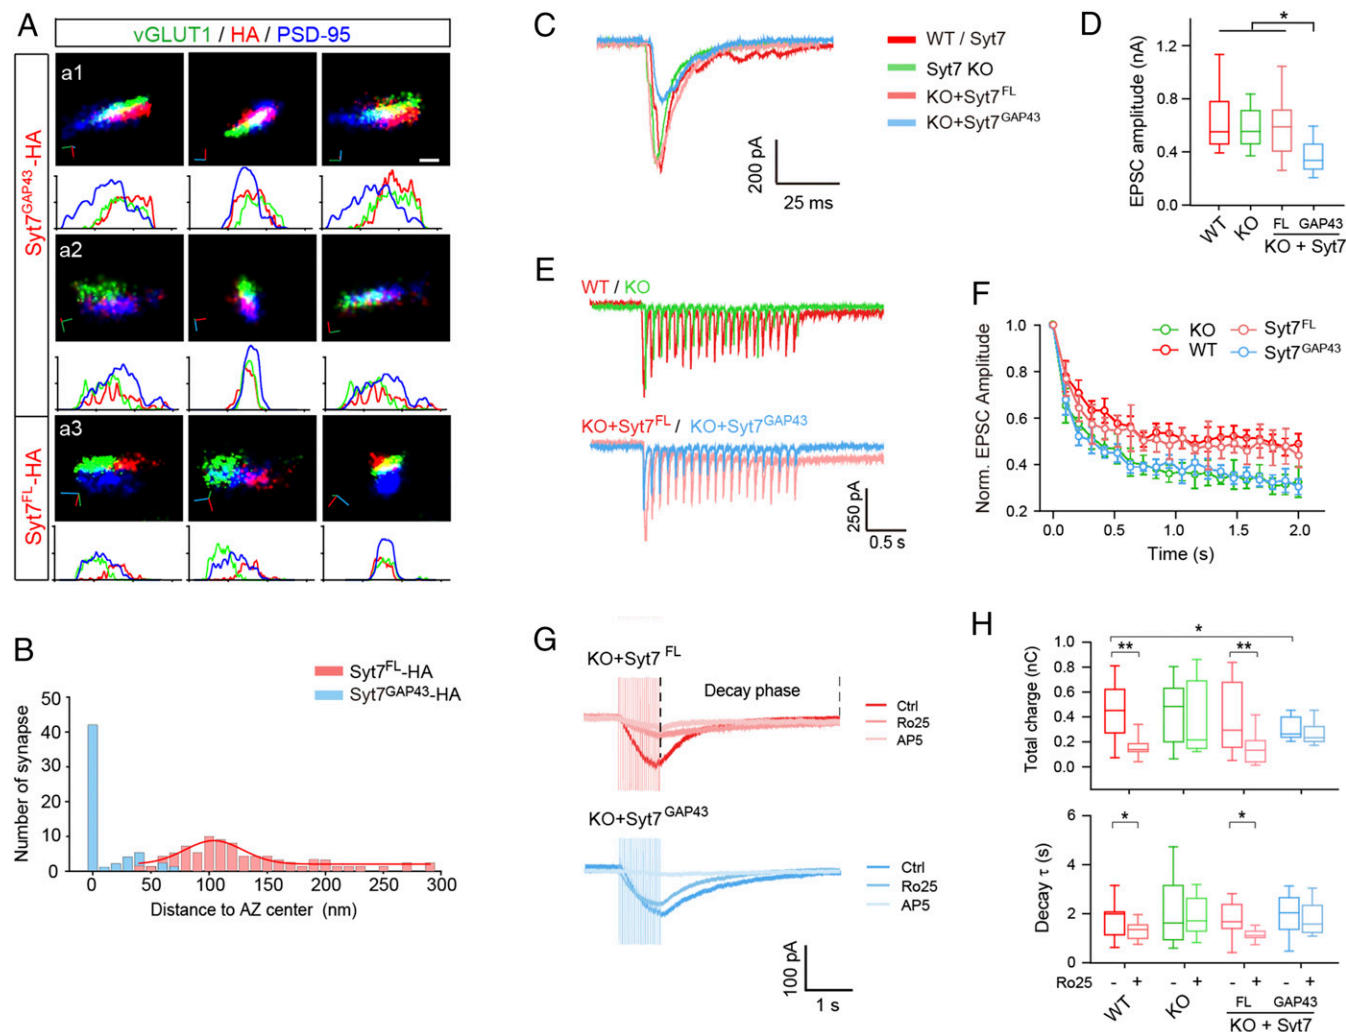 A
vGLUT1 / HA / PSD-95
Syt7GAP43-HA
a1
a2
Syt7FL-HA
a3
B
Syt7FL-HA
Syt7GAP43-HA
Number of synapse
50
40
30
20
10
0
0 50 100 150 200 250 300
Distance to AZ center (nm)
C
WT / Syt7
Syt7 KO
KO+Syt7FL
KO+Syt7GAP43
200 pA
25 ms
D
*
EPSC amplitude (nA)
1.2
0.8
0.4
0.0
WT KO FL GAP43
KO + Syt7
E
WT / KO
KO+Syt7FL / KO+Syt7GAP43
250 pA
0.5 s
F
KO Syt7FL
WT Syt7GAP43
Norm. EPSC Amplitude
1.0
0.8
0.6
0.4
0.2
0.0 0.5 1.0 1.5 2.0
Time (s)
G
KO+Syt7 FL
Decay phase
Ctrl
Ro25
AP5
KO+Syt7 GAP43
Ctrl
Ro25
AP5
100 pA
1 s
H
*
** **
Total charge (nC)
1.0
0.8
0.6
0.4
0.2
0.0
* *
Decay τ (s)
6
4
2
0
Ro25 - + - + - + - +
WT KO FL GAP43
KO + Syt7